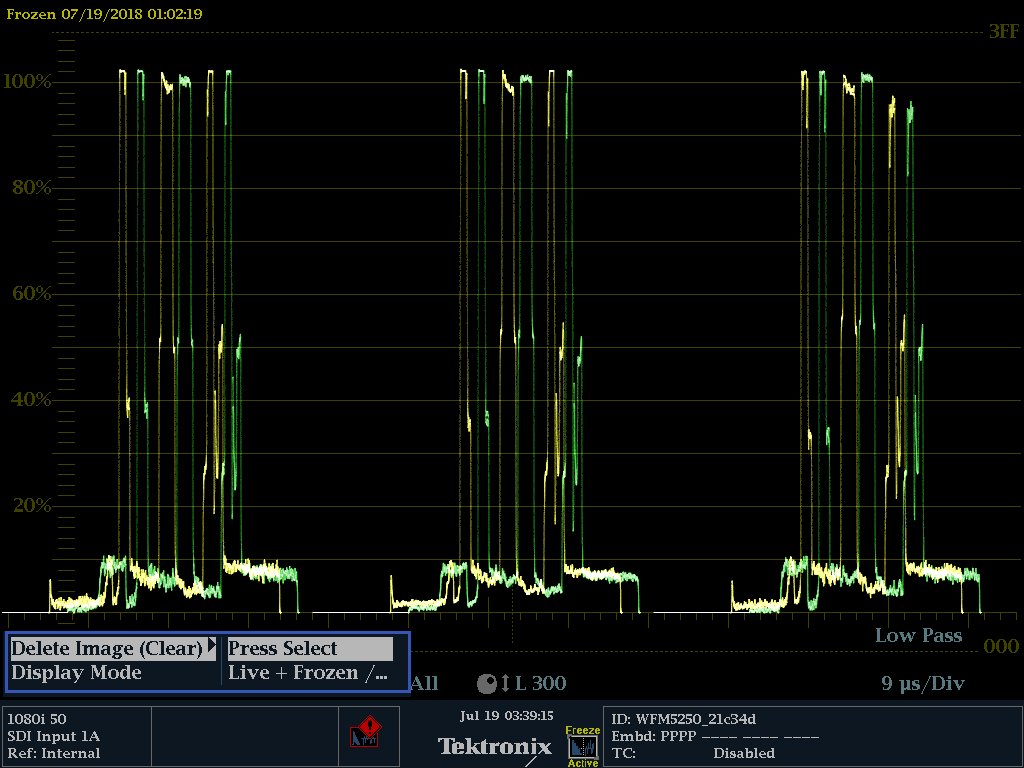 Frozen 07/19/2018 01:02:19
3FF
100%
80%
60%
40%
20%
Low Pass
000
Delete Image (Clear) Press Select
Display Mode Live + Frozen /...
All L 300 9 µs/Div
1080i 50
SDI Input 1A
Ref: Internal
Jul 19 03:39:15
Tektronix
Freeze
Active
ID: WFM5250_21c34d
Embd: PPPP ---- ---- ----
TC: Disabled